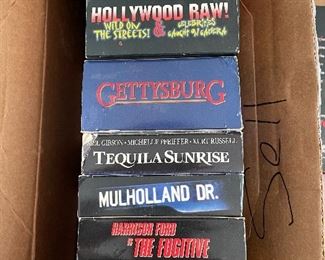 HOLLYWOOD RAW!
WILD ON THE STREETS! & CELEBRITIES CAUGHT ON CAMERA
GETTYSBURG
MEL GIBSON · MICHELLE PFEIFFER · KURT RUSSELL
TEQUILA SUNRISE
MULHOLLAND DR.
HARRISON FORD
IS THE FUGITIVE
Sell